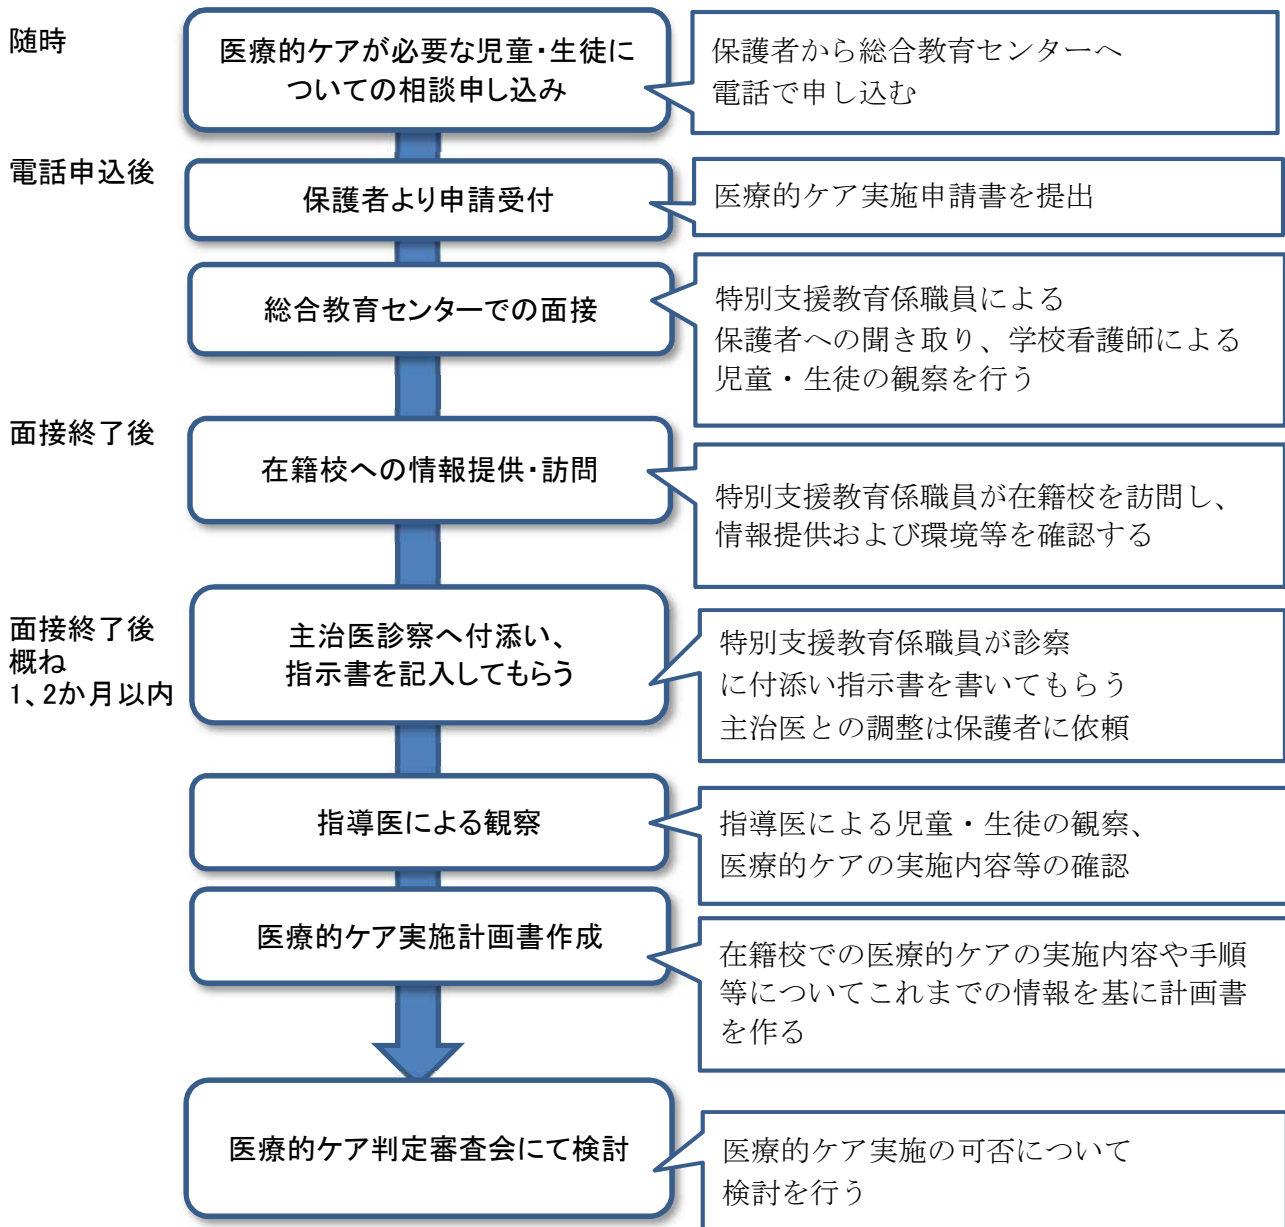 随時
医療的ケアが必要な児童・生徒に
ついての相談申し込み
保護者から総合教育センターへ
電話で申し込む
電話申込後
保護者より申請受付
医療的ケア実施申請書を提出
総合教育センターでの面接
特別支援教育係職員による
保護者への聞き取り、学校看護師による
児童・生徒の観察を行う
面接終了後
在籍校への情報提供・訪問
特別支援教育係職員が在籍校を訪問し、
情報提供および環境等を確認する
面接終了後
概ね
1、2か月以内
主治医診察へ付添い、
指示書を記入してもらう
特別支援教育係職員が診察
に付添い指示書を書いてもらう
主治医との調整は保護者に依頼
指導医による観察
指導医による児童・生徒の観察、
医療的ケアの実施内容等の確認
医療的ケア実施計画書作成
在籍校での医療的ケアの実施内容や手順
等についてこれまでの情報を基に計画書
を作る
医療的ケア判定審査会にて検討
医療的ケア実施の可否について
検討を行う